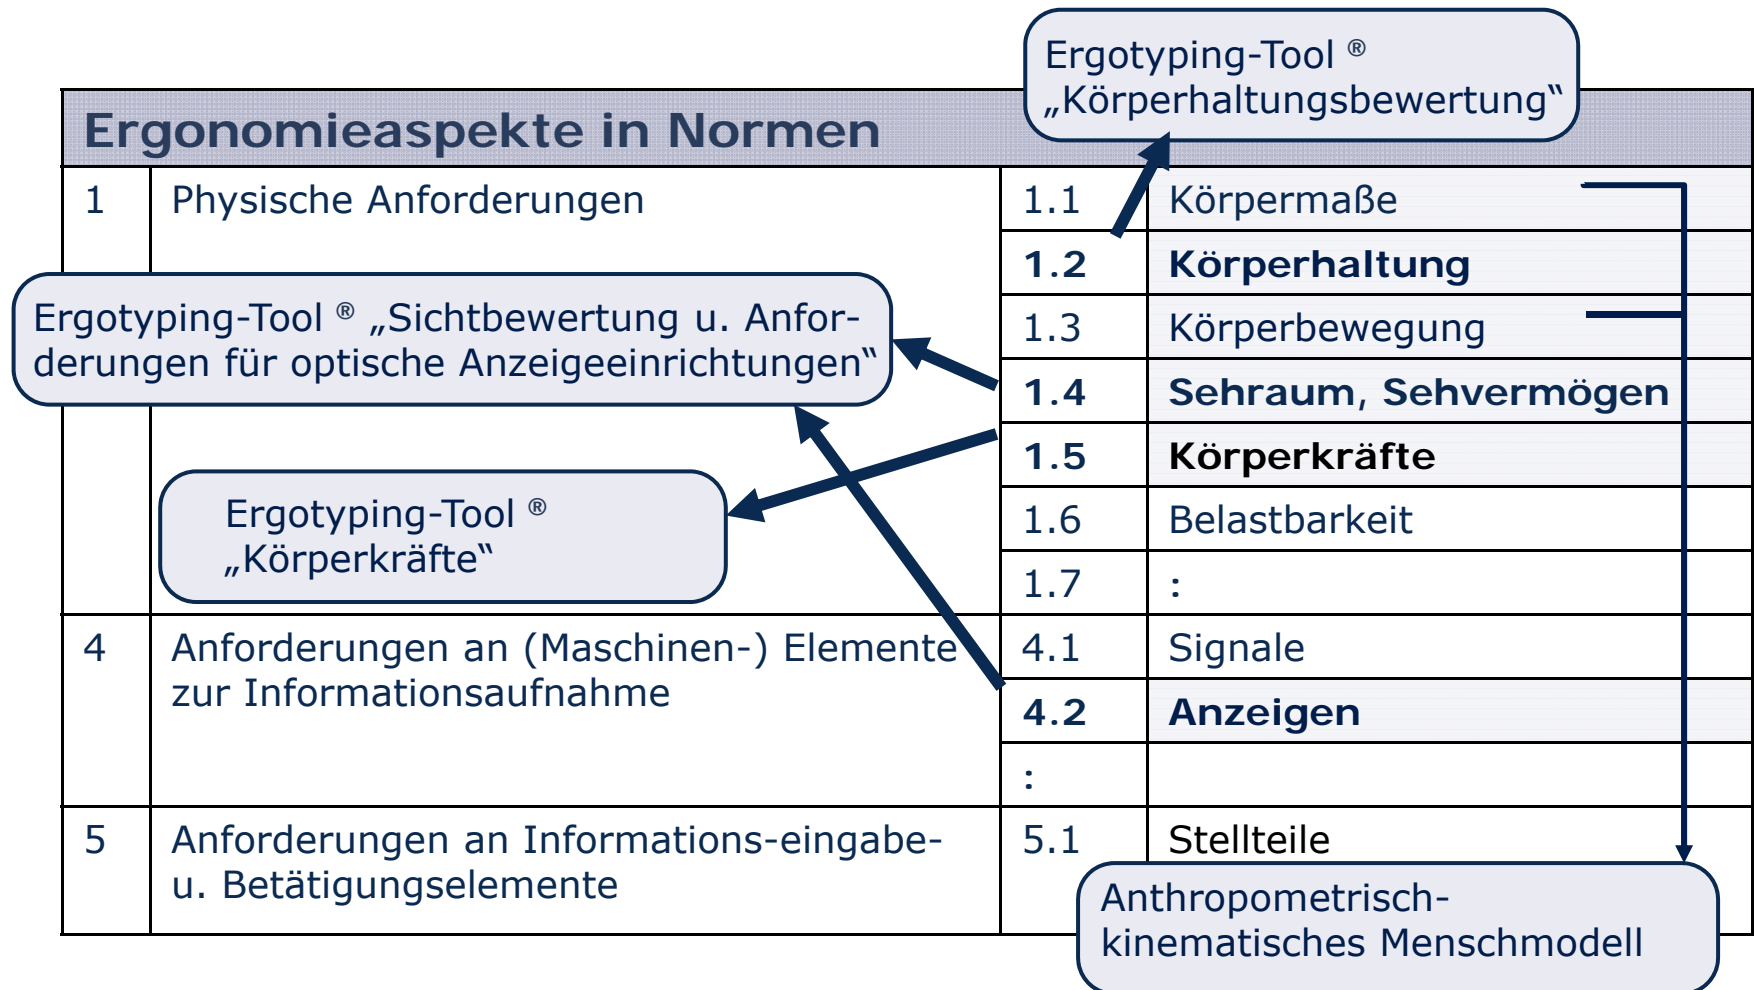 Ergotyping-Tool ®
„Körperhaltungsbewertung“
Ergonomieaspekte in Normen
1 Physische Anforderungen 1.1 Körpermaße
1.2 Körperhaltung
1.3 Körperbewegung
Ergotyping-Tool ® „Sichtbewertung u. Anfor-
derungen für optische Anzeigeeinrichtungen“
1.4 Sehraum, Sehvermögen
1.5 Körperkräfte
Ergotyping-Tool ®
„Körperkräfte“
1.6 Belastbarkeit
1.7 :
4 Anforderungen an (Maschinen-) Elemente 4.1 Signale
zur Informationsaufnahme
4.2 Anzeigen
:
5 Anforderungen an Informations-eingabe- 5.1 Stellteile
u. Betätigungselemente
Anthropometrisch-
kinematisches Menschmodell